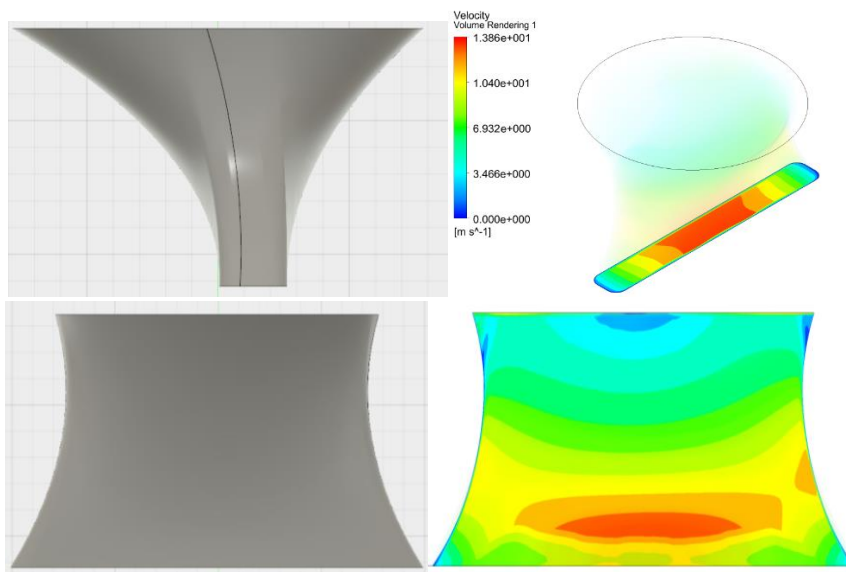 Velocity
Volume Rendering 1
1.386e+001
1.040e+001
6.932e+000
3.466e+000
0.000e+000
[m s^-1]